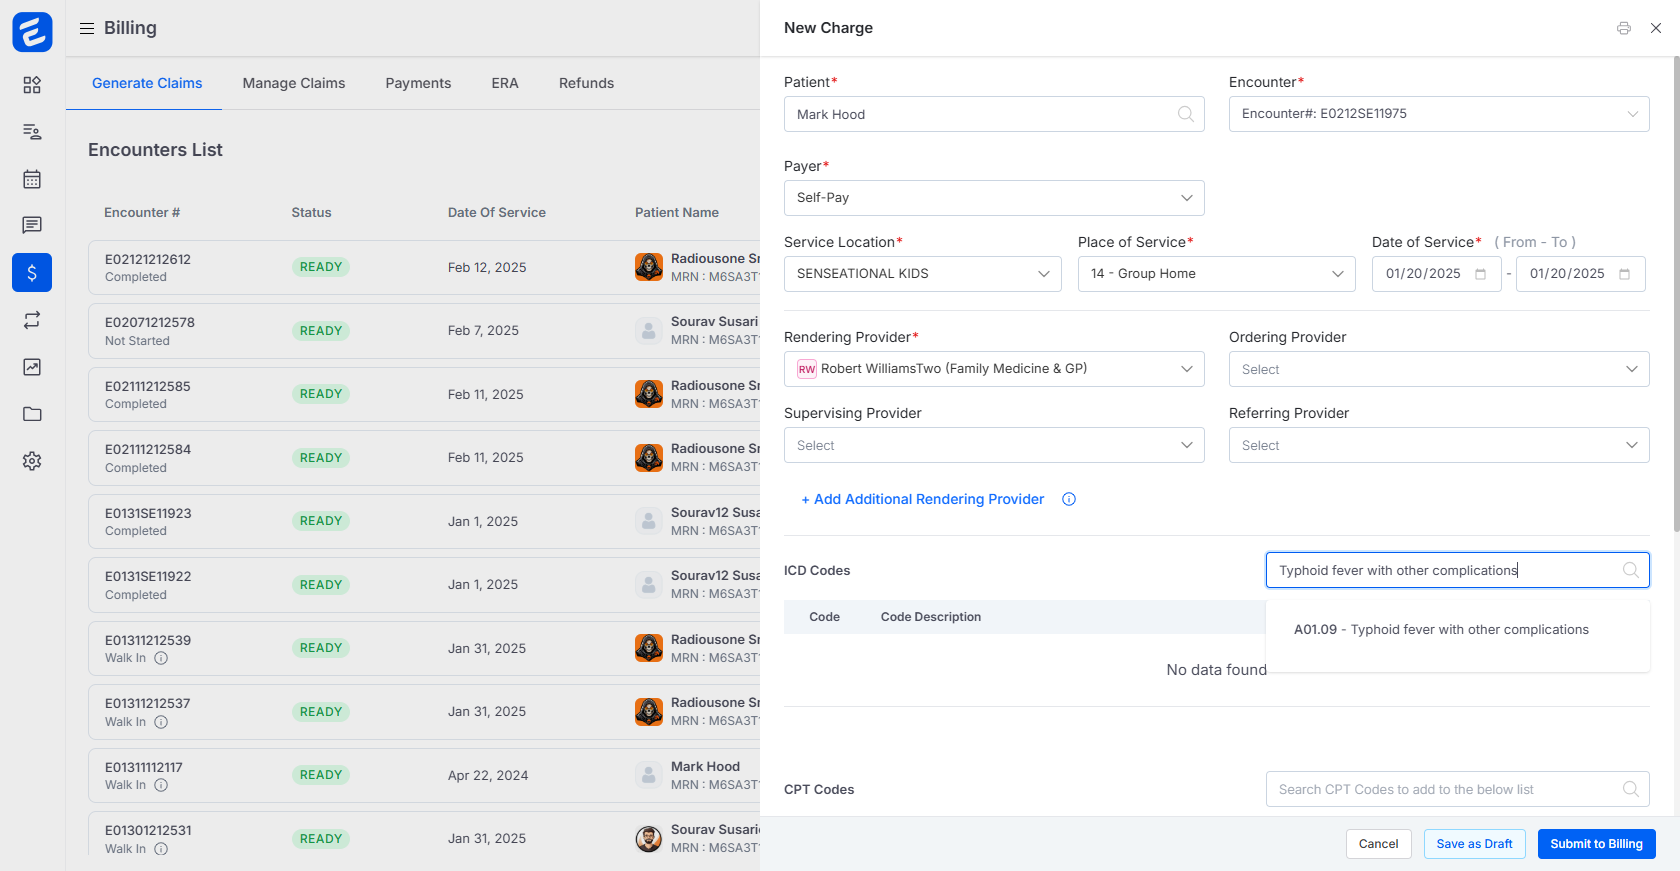 Billing
Generate Claims
Manage Claims
Payments
ERA
Refunds
Encounters List
Encounter #
Status
Date Of Service
Patient Name
E02121212612
Completed
READY
Feb 12, 2025
Radiousone Sr
MRN : M6SA3T
E02071212578
Not Started
READY
Feb 7, 2025
Sourav Susari
MRN : M6SA3T
E02111212585
Completed
READY
Feb 11, 2025
Radiousone Sr
MRN : M6SA3T
E02111212584
Completed
READY
Feb 11, 2025
Radiousone Sr
MRN : M6SA3T
E0131SE11923
Completed
READY
Jan 1, 2025
Sourav12 Susa
MRN : M6SA3T
E0131SE11922
Completed
READY
Jan 1, 2025
Sourav12 Susa
MRN : M6SA3T
E01311212539
Walk In
READY
Jan 31, 2025
Radiousone Sr
MRN : M6SA3T
E01311212537
Walk In
READY
Jan 31, 2025
Radiousone Sr
MRN : M6SA3T
E01311112117
Walk In
READY
Apr 22, 2024
Mark Hood
MRN : M6SA3T
E01301212531
Walk In
READY
Jan 31, 2025
Sourav Susari
MRN : M6SA3T
New Charge
Patient*
Mark Hood
Encounter*
Encounter#: E0212SE11975
Payer*
Self-Pay
Service Location*
SENSEATIONAL KIDS
Place of Service*
14 - Group Home
Date of Service* ( From - To )
01/20/2025 - 01/20/2025
Rendering Provider*
RW Robert WilliamsTwo (Family Medicine & GP)
Ordering Provider
Select
Supervising Provider
Select
Referring Provider
Select
+ Add Additional Rendering Provider
ICD Codes
Typhoid fever with other complications
Code
Code Description
A01.09 - Typhoid fever with other complications
No data found
CPT Codes
Search CPT Codes to add to the below list
Cancel
Save as Draft
Submit to Billing